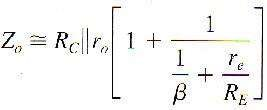 Z_o ≅ R_C‖r_o [ 1 + 1 / ( 1/β + r_e/R_E ) ]